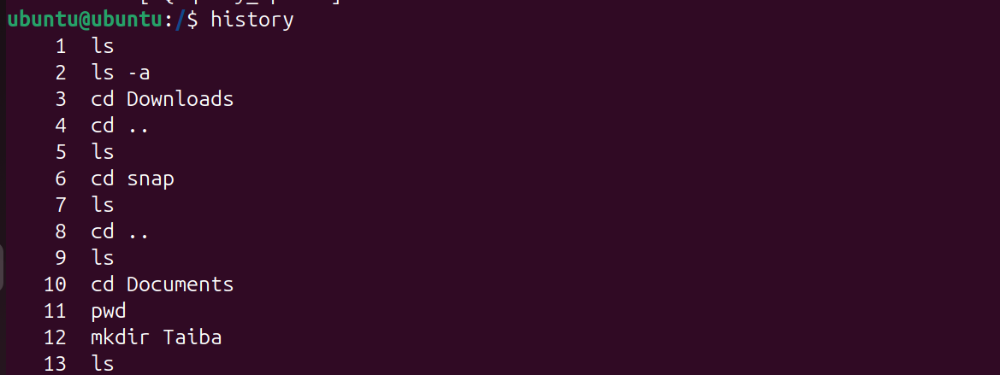 ubuntu@ubuntu:/$ history
1 ls
2 ls -a
3 cd Downloads
4 cd ..
5 ls
6 cd snap
7 ls
8 cd ..
9 ls
10 cd Documents
11 pwd
12 mkdir Taiba
13 ls